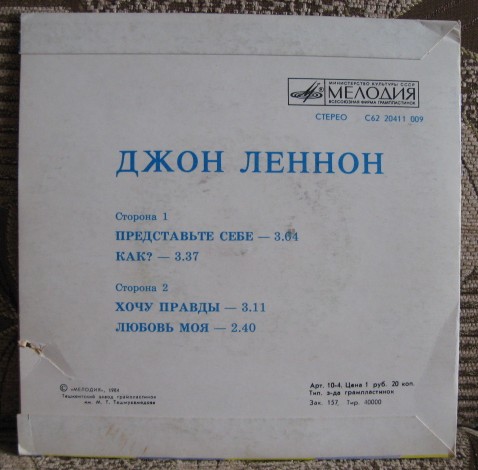 МИНИСТЕРСТВО КУЛЬТУРЫ СССР
МЕЛОДИЯ
ВСЕСОЮЗНАЯ ФИРМА ГРАМПЛАСТИНОК
СТЕРЕО С62 20411 009
ДЖОН ЛЕННОН
Сторона 1
ПРЕДСТАВЬТЕ СЕБЕ — 3.04
КАК? — 3.37
Сторона 2
ХОЧУ ПРАВДЫ — 3.11
ЛЮБОВЬ МОЯ — 2.40
© «МЕЛОДИЯ», 1984
Ташкентский завод грампластинок
им. М. Т. Ташмухамедова
Арт. 10-4. Цена 1 руб. 20 коп.
Тип. з-да грампластинок
Зак. 157, Тир. 40000